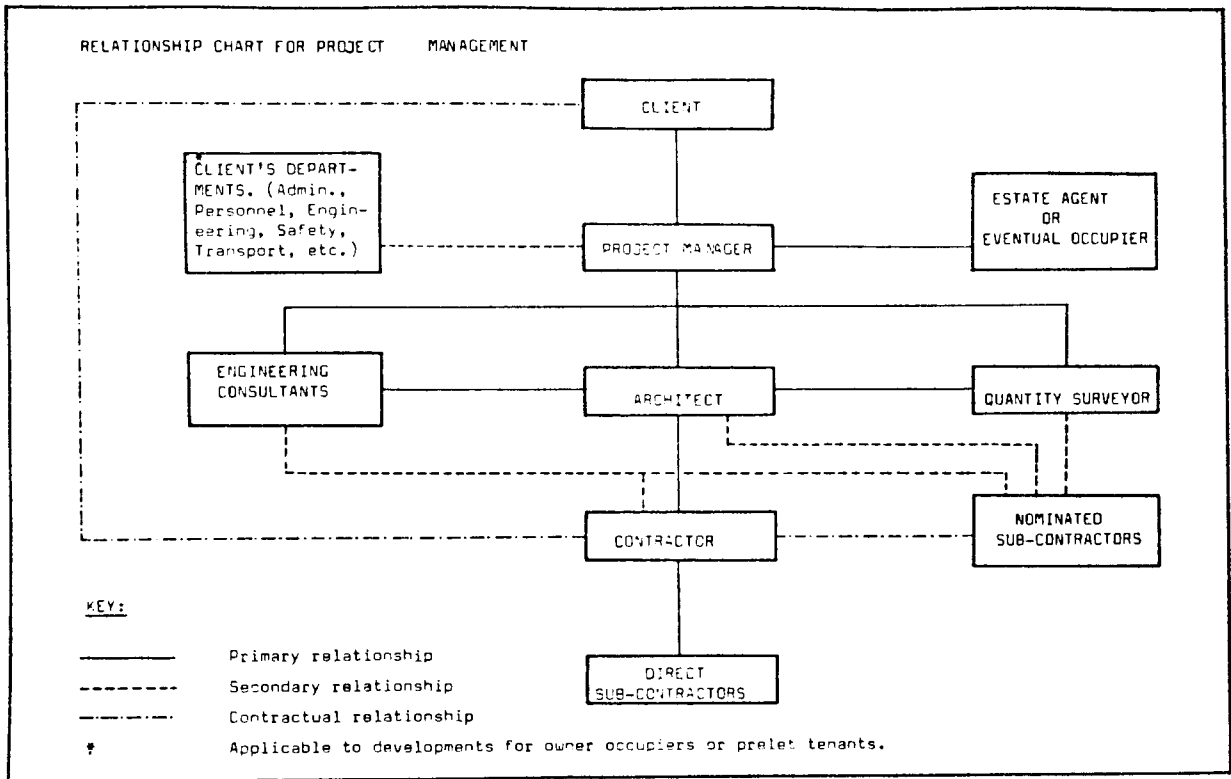 RELATIONSHIP CHART FOR PROJECT MANAGEMENT
CLIENT
* CLIENT'S DEPART-
MENTS. (Admin.,
Personnel, Engin-
eering, Safety,
Transport, etc.)
ESTATE AGENT
OR
EVENTUAL OCCUPIER
PROJECT MANAGER
ENGINEERING
CONSULTANTS
ARCHITECT
QUANTITY SURVEYOR
CONTRACTOR
NOMINATED
SUB-CONTRACTORS
KEY:
Primary relationship
DIRECT
SUB-CONTRACTORS
Secondary relationship
Contractual relationship
* Applicable to developments for owner occupiers or prelet tenants.